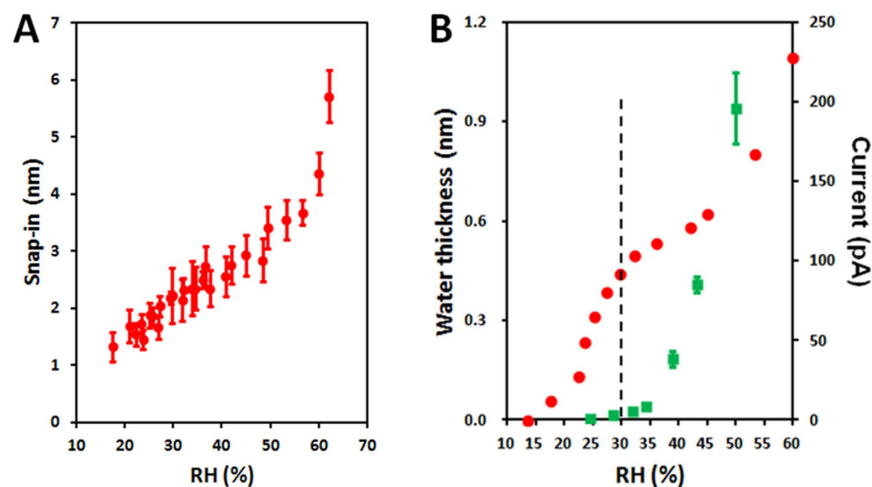 A
7
6
5
4
3
2
1
0
Snap-in (nm)
10 20 30 40 50 60 70
RH (%)
B
1.2
0.9
0.6
0.3
0.0
Water thickness (nm)
250
200
150
100
50
0
Current (pA)
10 15 20 25 30 35 40 45 50 55 60
RH (%)